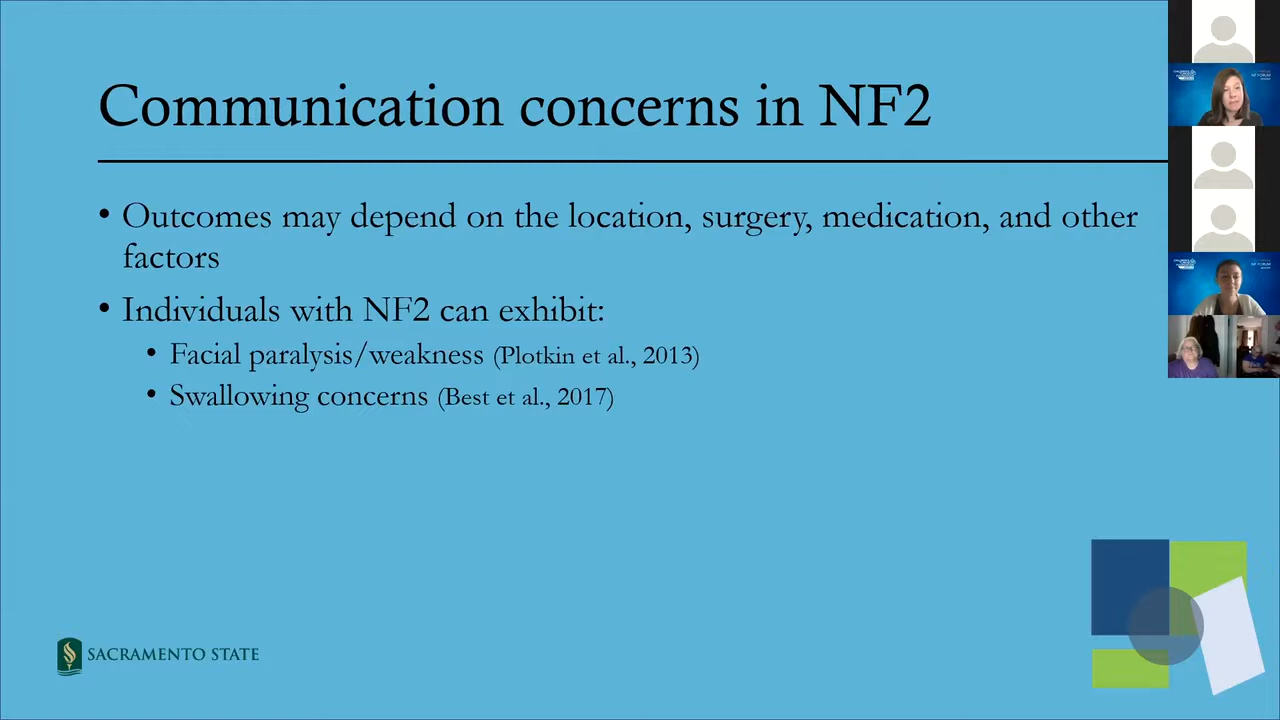 Communication concerns in NF2
• Outcomes may depend on the location, surgery, medication, and other
factors
• Individuals with NF2 can exhibit:
• Facial paralysis/weakness (Plotkin et al., 2013)
• Swallowing concerns (Best et al., 2017)
SACRAMENTO STATE